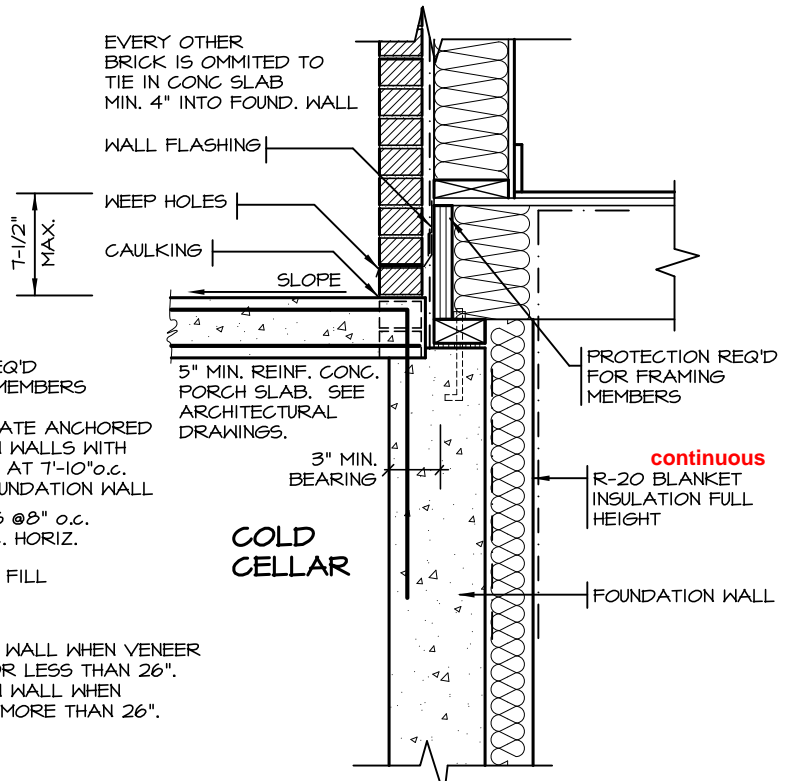 EVERY OTHER
BRICK IS OMMITED TO
TIE IN CONC SLAB
MIN. 4" INTO FOUND. WALL
WALL FLASHING
WEEP HOLES
7-1/2"
MAX.
CAULKING
SLOPE
5" MIN. REINF. CONC.
PORCH SLAB. SEE
ARCHITECTURAL
DRAWINGS.
PROTECTION REQ'D
FOR FRAMING
MEMBERS
3" MIN.
BEARING
continuous
R-20 BLANKET
INSULATION FULL
HEIGHT
COLD
CELLAR
FOUNDATION WALL
EQ'D
MEMBERS
ATE ANCHORED
WALLS WITH
AT 7'-10"o.c.
UNDATION WALL
@8" o.c.
. HORIZ.
FILL
WALL WHEN VENEER
OR LESS THAN 26".
WALL WHEN
MORE THAN 26".